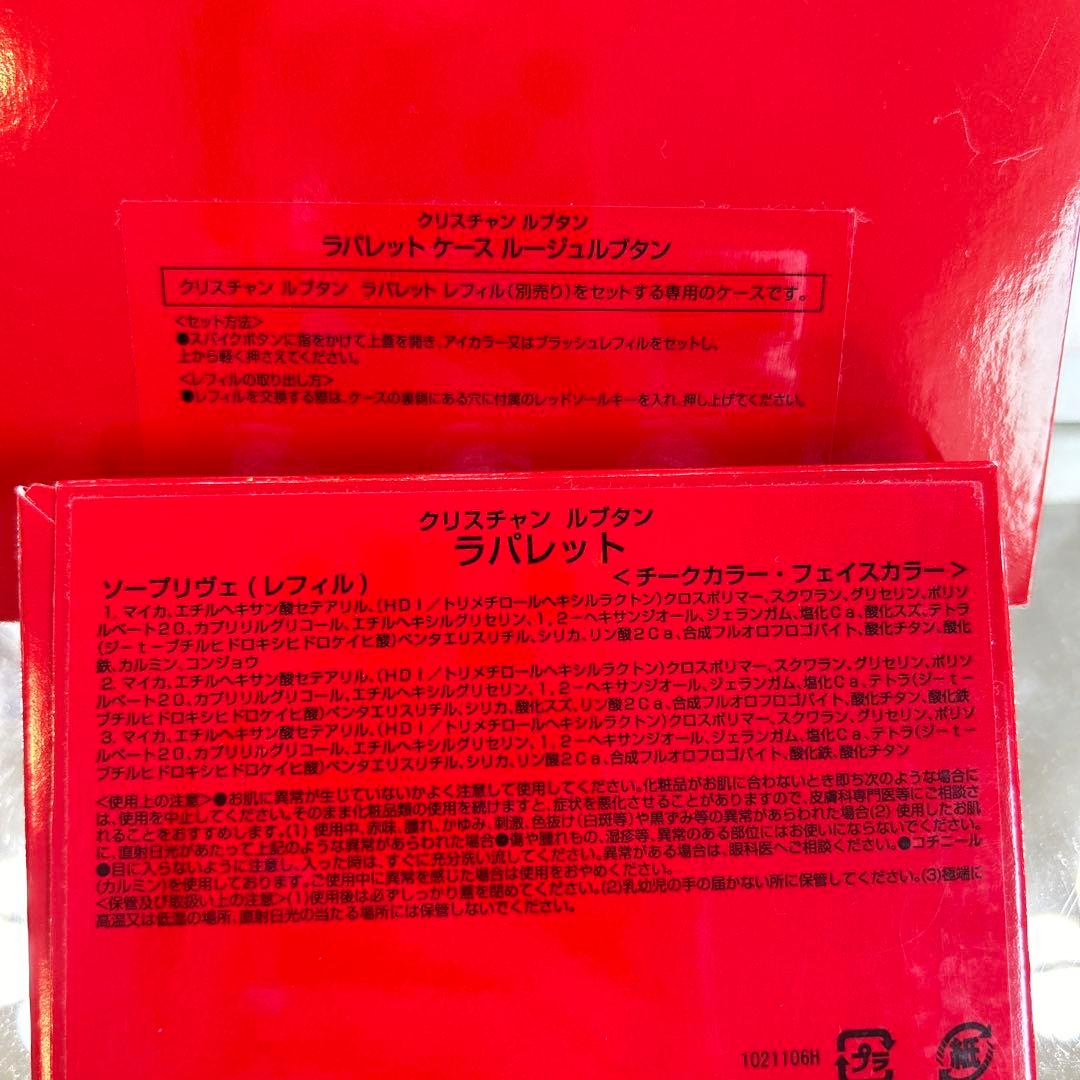 クリスチャン ルブタン
ラパレット ケース ルージュルブタン
クリスチャン ルブタン ラパレット レフィル(別売り)をセットする専用のケースです。
<セット方法>
●スパイクボタンに指をかけて上蓋を開き、アイカラー又はブラッシュレフィルをセットし、
上から軽く押さえてください。
<レフィルの取り出し方>
●レフィルを交換する際は、ケースの裏側にある穴に付属のレッドソールキーを入れ、押し上げてください。
クリスチャン ルブタン
ラパレット
ソープリヴェ(レフィル)
<チークカラー・フェイスカラー>
1. マイカ、エチルヘキサン酸セテアリル、(HDI/トリメチロールヘキシルラクトン)クロスポリマー、スクワラン、グリセリン、ポリソ
ルベート20、カプリリルグリコール、エチルヘキシルグリセリン、1,2-ヘキサンジオール、ジェランガム、塩化Ca、酸化スズ、テトラ
(ジ-t-ブチルヒドロキシヒドロケイヒ酸)ペンタエリスリチル、シリカ、リン酸2Ca、合成フルオロフロゴパイト、酸化チタン、酸化
鉄、カルミン、コンジョウ
2. マイカ、エチルヘキサン酸セテアリル、(HDI/トリメチロールヘキシルラクトン)クロスポリマー、スクワラン、グリセリン、ポリソ
ルベート20、カプリリルグリコール、エチルヘキシルグリセリン、1,2-ヘキサンジオール、ジェランガム、塩化Ca、テトラ(ジ-t-
ブチルヒドロキシヒドロケイヒ酸)ペンタエリスリチル、シリカ、酸化スズ、リン酸2Ca、合成フルオロフロゴパイト、酸化チタン、酸化鉄
3. マイカ、エチルヘキサン酸セテアリル、(HDI/トリメチロールヘキシルラクトン)クロスポリマー、スクワラン、グリセリン、ポリソ
ルベート20、カプリリルグリコール、エチルヘキシルグリセリン、1,2-ヘキサンジオール、ジェランガム、塩化Ca、テトラ(ジ-t-
ブチルヒドロキシヒドロケイヒ酸)ペンタエリスリチル、シリカ、リン酸2Ca、合成フルオロフロゴパイト、酸化鉄、酸化チタン
<使用上の注意>●お肌に異常が生じていないかよく注意して使用してください。化粧品がお肌に合わないとき即ち次のような場合に
は、使用を中止してください。そのまま化粧品類の使用を続けますと、症状を悪化させることがありますので、皮膚科専門医等にご相談さ
れることをおすすめします。(1) 使用中、赤味、腫れ、かゆみ、刺激、色抜け(白斑等)や黒ずみ等の異常があらわれた場合(2) 使用したお肌
に、直射日光があたって上記のような異常があらわれた場合●傷や腫れもの、湿疹等、異常のある部位にはお使いにならないでください。
●目に入らないように注意し、入った時は、すぐに充分洗い流してください。異常がある場合は、眼科医へご相談ください。●コチニール
(カルミン)を使用しております。ご使用中に異常を感じた場合は使用をおやめください。
<保管及び取扱い上の注意>(1)使用後は必ずしっかり蓋を閉めてください。(2)乳幼児の手の届かない所に保管してください。(3)極端に
高温又は低温の場所、直射日光の当たる場所には保管しないでください。
1021106H
プラ
紙